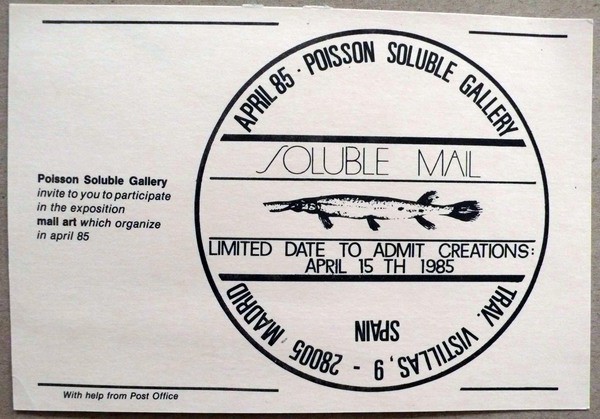 APRIL 85 · POISSON SOLUBLE GALLERY
SOLUBLE MAIL
LIMITED DATE TO ADMIT CREATIONS:
APRIL 15 TH 1985
TRAV. VISTILLAS, 9 - 28005 MADRID
SPAIN
Poisson Soluble Gallery
invite to you to participate
in the exposition
mail art which organize
in april 85
With help from Post Office